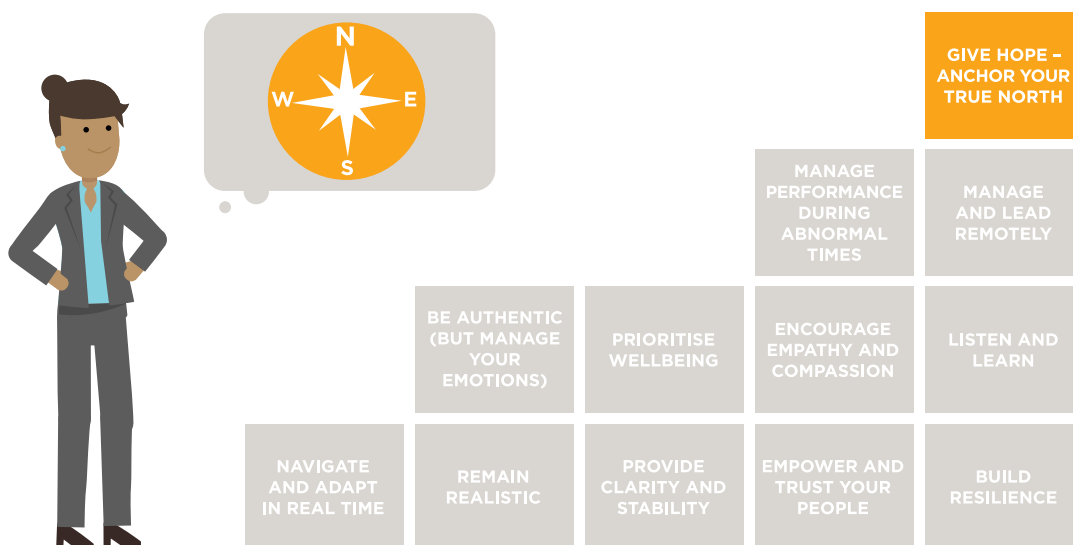 N
W
E
S
GIVE HOPE –
ANCHOR YOUR
TRUE NORTH
MANAGE
PERFORMANCE
DURING
ABNORMAL
TIMES
MANAGE
AND LEAD
REMOTELY
BE AUTHENTIC
(BUT MANAGE
YOUR
EMOTIONS)
PRIORITISE
WELLBEING
ENCOURAGE
EMPATHY AND
COMPASSION
LISTEN AND
LEARN
NAVIGATE
AND ADAPT
IN REAL TIME
REMAIN
REALISTIC
PROVIDE
CLARITY AND
STABILITY
EMPOWER AND
TRUST YOUR
PEOPLE
BUILD
RESILIENCE